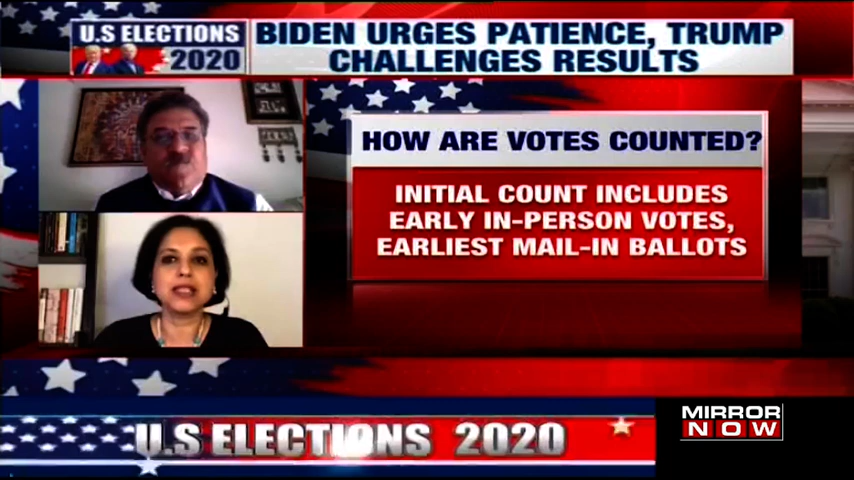 U.S ELECTIONS
2020
BIDEN URGES PATIENCE, TRUMP
CHALLENGES RESULTS
HOW ARE VOTES COUNTED?
INITIAL COUNT INCLUDES
EARLY IN-PERSON VOTES,
EARLIEST MAIL-IN BALLOTS
U.S ELECTIONS 2020
MIRROR
NOW